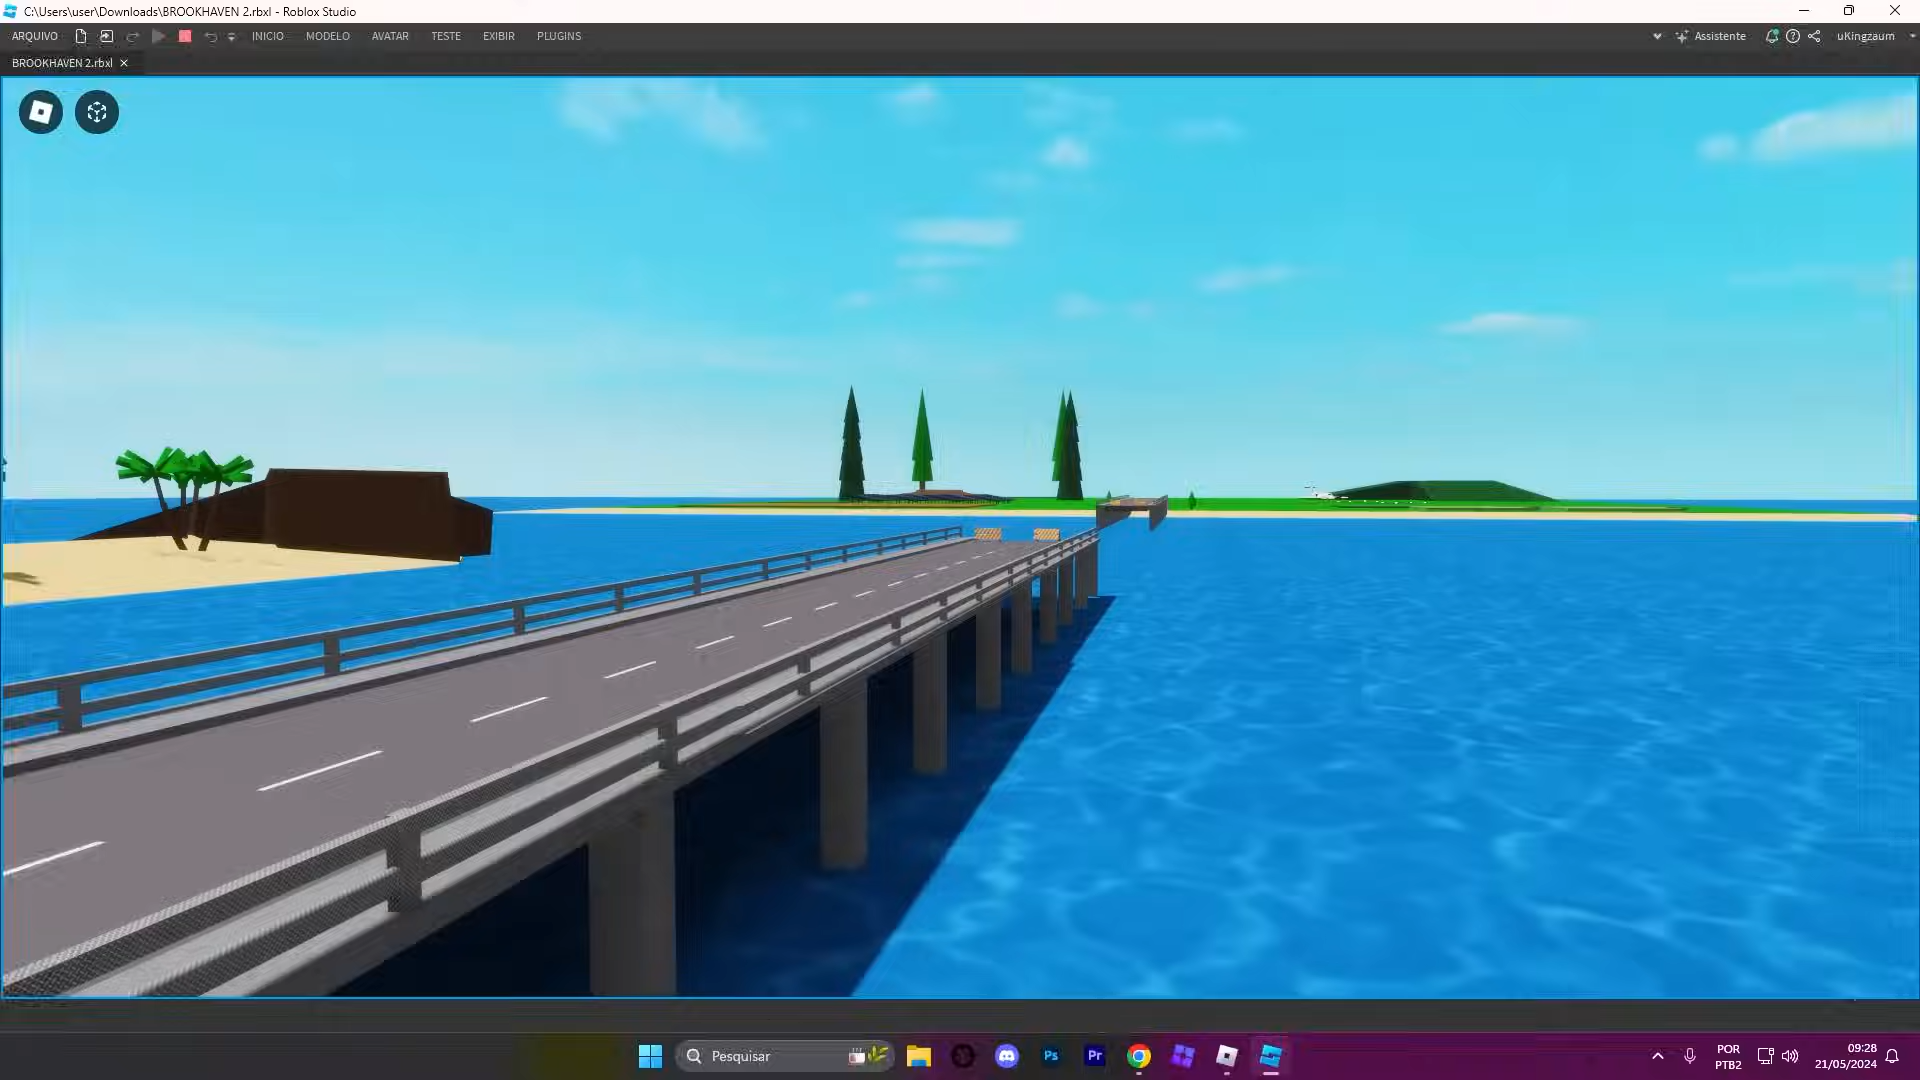 C:\Users\user\Downloads\BROOKHAVEN 2.rbxl - Roblox Studio
ARQUIVO INICIO MODELO AVATAR TESTE EXIBIR PLUGINS Assistente uKingzaum
BROOKHAVEN 2.rbxl
Pesquisar
Ps
Pr
POR
PTB2
09:28
21/05/2024